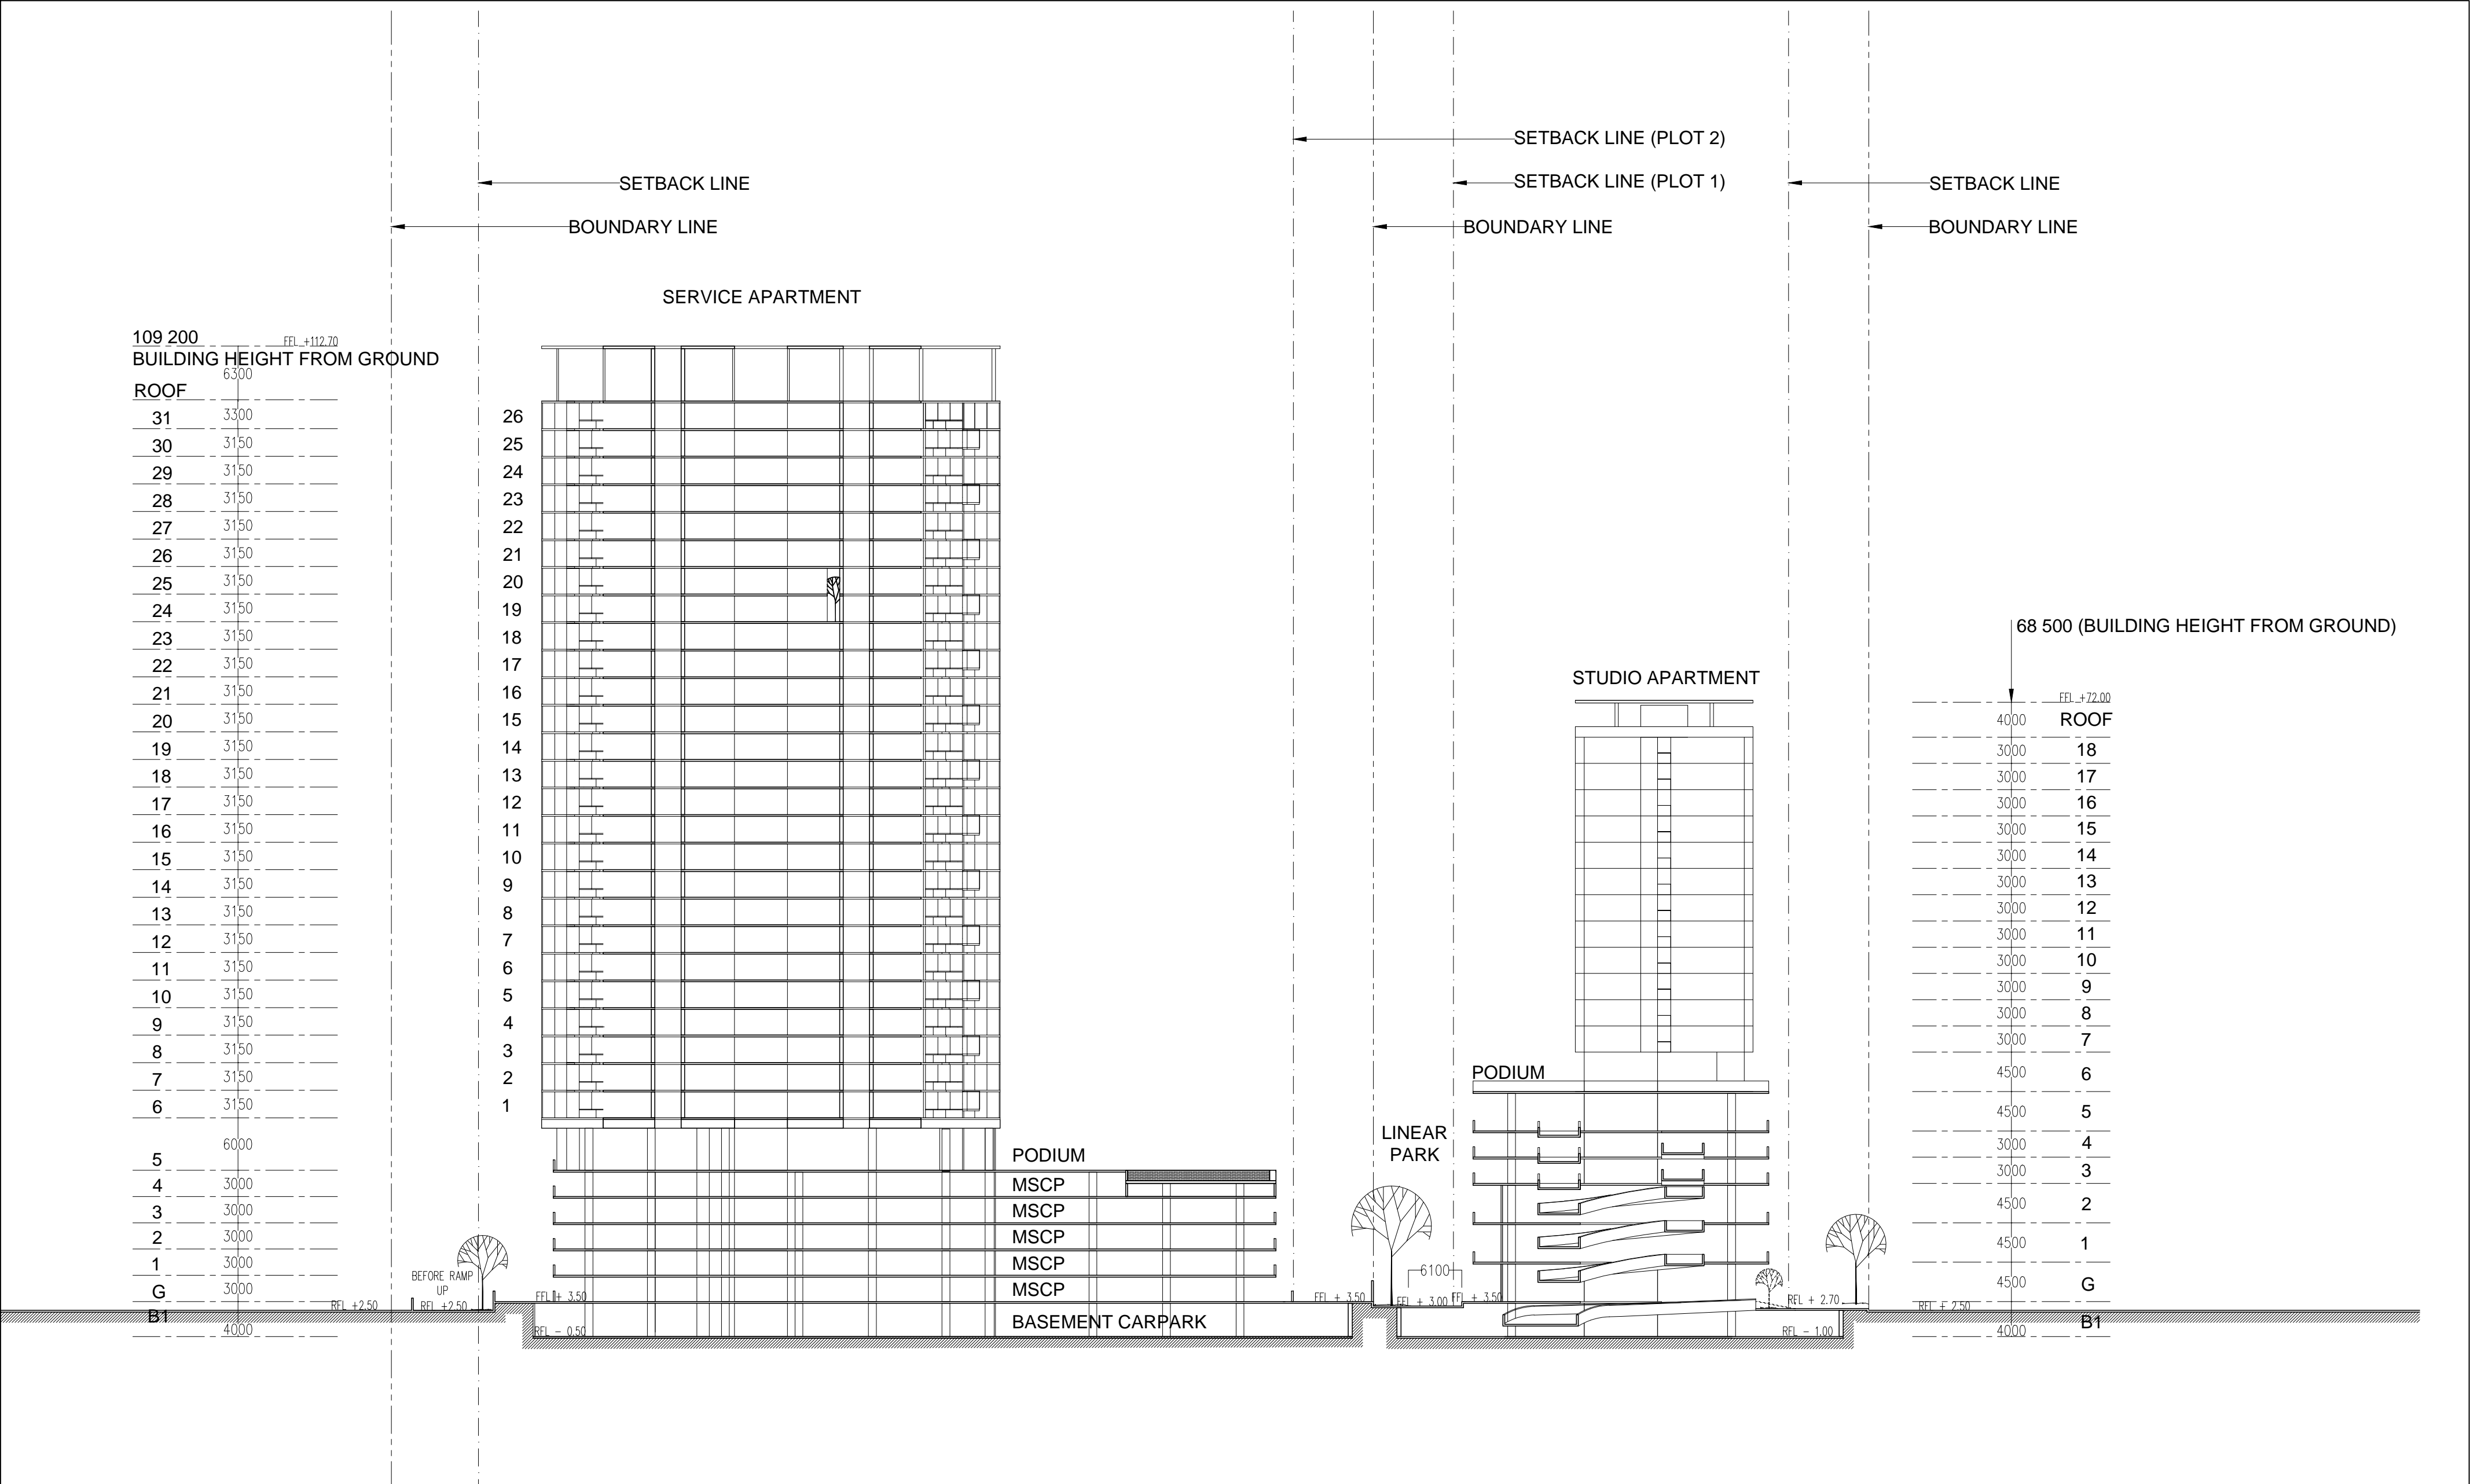 SETBACK LINE (PLOT 2)
SETBACK LINE
SETBACK LINE (PLOT 1)
SETBACK LINE
BOUNDARY LINE
BOUNDARY LINE
BOUNDARY LINE
SERVICE APARTMENT
109 200
FFL +112.70
BUILDING HEIGHT FROM GROUND
6300
ROOF
31 3300 26
30 3150 25
29 3150 24
28 3150 23
27 3150 22
26 3150 21
25 3150 20
24 3150 19
23 3150 18
22 3150 17
21 3150 16
20 3150 15
19 3150 14
18 3150 13
17 3150 12
16 3150 11
15 3150 10
14 3150 9
13 3150 8
12 3150 7
11 3150 6
10 3150 5
9 3150 4
8 3150 3
7 3150 2
6 3150 1
5 6000 PODIUM
4 3000 MSCP
3 3000 MSCP
2 3000 MSCP
1 3000 MSCP
G 3000 MSCP
B1 4000 BASEMENT CARPARK
RFL +2.50
BEFORE RAMP
UP
RFL +2.50
FFL + 3.50
RFL - 0.50
FFL + 3.50
LINEAR
PARK
6100
FFL + 3.00
FFL + 3.50
68 500 (BUILDING HEIGHT FROM GROUND)
STUDIO APARTMENT
PODIUM
FFL +72.00
4000 ROOF
3000 18
3000 17
3000 16
3000 15
3000 14
3000 13
3000 12
3000 11
3000 10
3000 9
3000 8
3000 7
4500 6
4500 5
3000 4
3000 3
4500 2
4500 1
4500 G
RFL + 2.70
RFL + 2.50
RFL - 1.00
4000 B1